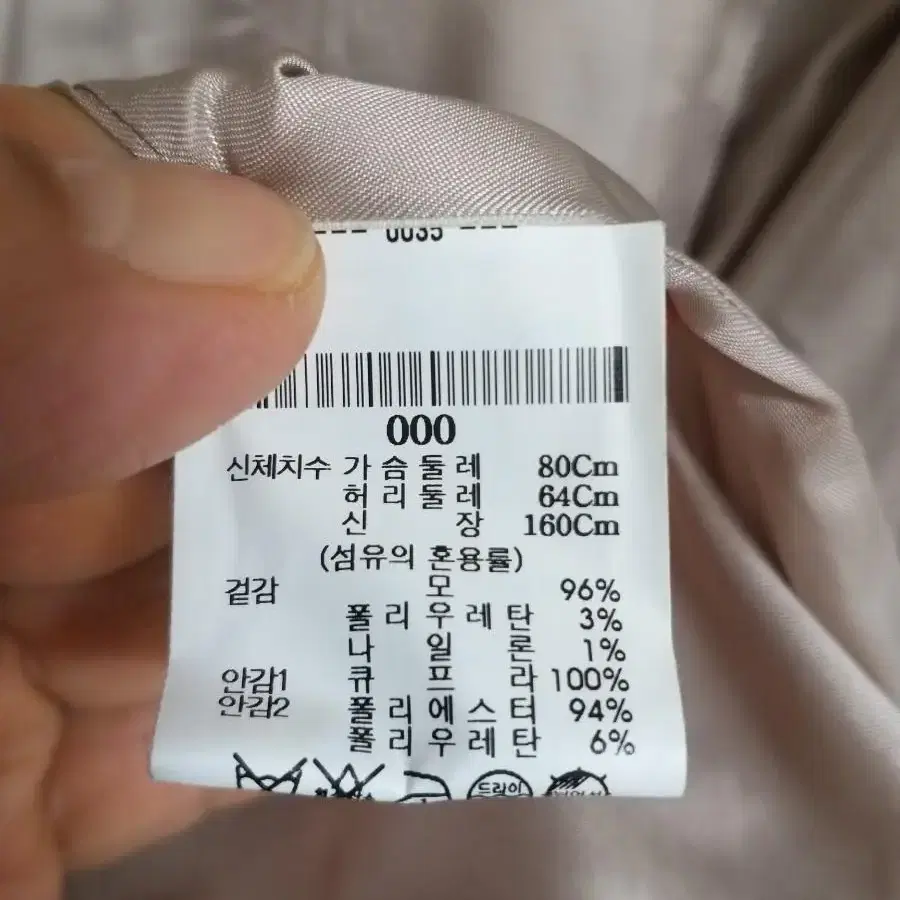 --- 0035 ---
000
신체치수 가슴둘레 80Cm
허리둘레 64Cm
신장 160Cm
(섬유의 혼용률)
겉감 모 96%
폴리우레탄 3%
나일론 1%
안감1 큐프라 100%
안감2 폴리에스터 94%
폴리우레탄 6%
드라이